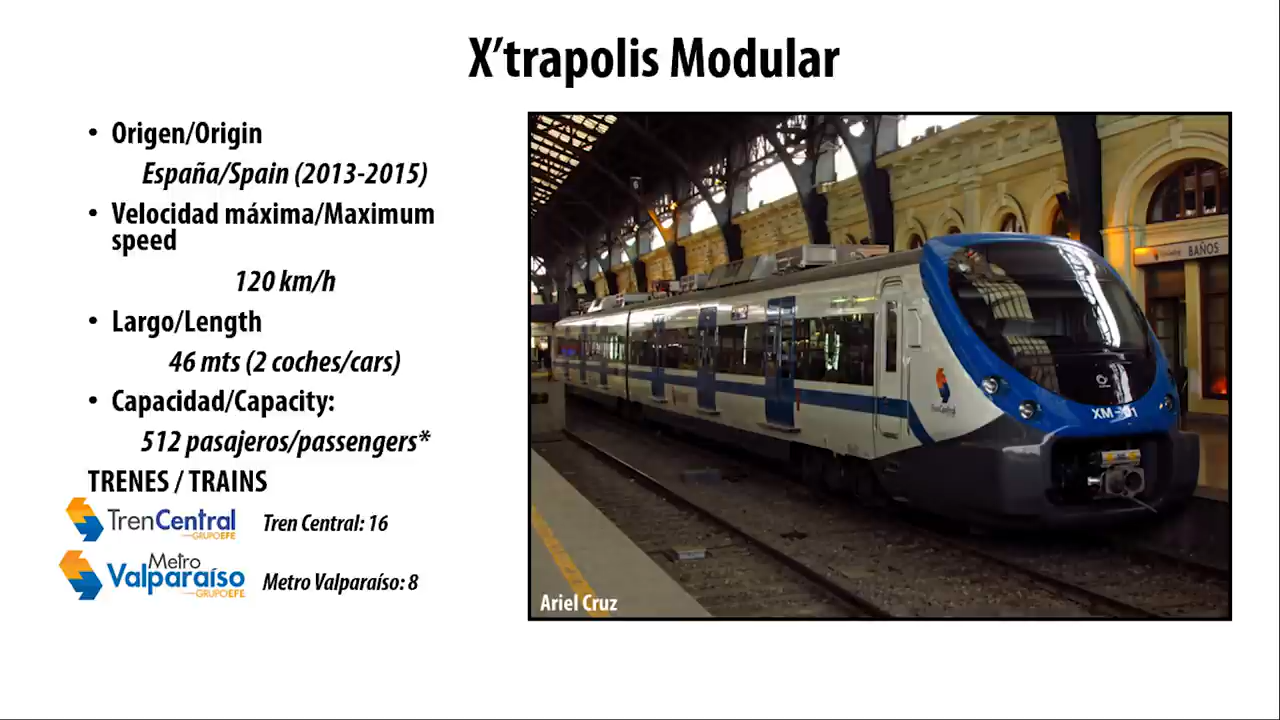 X'trapolis Modular
• Origen/Origin
España/Spain (2013-2015)
• Velocidad máxima/Maximum
speed
120 km/h
• Largo/Length
46 mts (2 coches/cars)
• Capacidad/Capacity:
512 pasajeros/passengers*
TRENES / TRAINS
TrenCentral
GRUPOEFE
Tren Central: 16
Metro
Valparaíso
GRUPOEFE
Metro Valparaíso: 8
BAÑOS
TrenCentral
Ariel Cruz